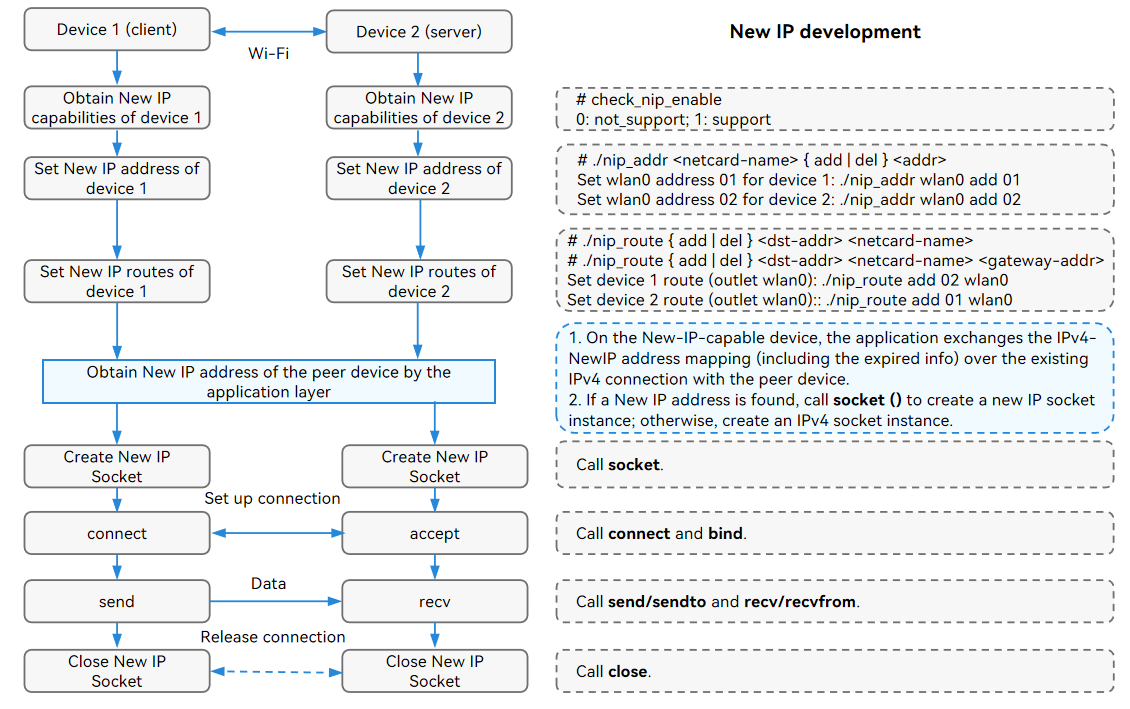 Device 1 (client)
Wi-Fi
Device 2 (server)
New IP development
Obtain New IP
capabilities of device 1
Obtain New IP
capabilities of device 2
# check_nip_enable
0: not_support; 1: support
Set New IP address of
device 1
Set New IP address of
device 2
# ./nip_addr <netcard-name> { add | del } <addr>
Set wlan0 address 01 for device 1: ./nip_addr wlan0 add 01
Set wlan0 address 02 for device 2: ./nip_addr wlan0 add 02
Set New IP routes of
device 1
Set New IP routes of
device 2
# ./nip_route { add | del } <dst-addr> <netcard-name>
# ./nip_route { add | del } <dst-addr> <netcard-name> <gateway-addr>
Set device 1 route (outlet wlan0): ./nip_route add 02 wlan0
Set device 2 route (outlet wlan0):: ./nip_route add 01 wlan0
Obtain New IP address of the peer device by the
application layer
1. On the New-IP-capable device, the application exchanges the IPv4-
NewIP address mapping (including the expired info) over the existing
IPv4 connection with the peer device.
2. If a New IP address is found, call socket () to create a new IP socket
instance; otherwise, create an IPv4 socket instance.
Create New IP
Socket
Create New IP
Socket
Call socket.
Set up connection
connect
accept
Call connect and bind.
Data
send
recv
Call send/sendto and recv/recvfrom.
Release connection
Close New IP
Socket
Close New IP
Socket
Call close.